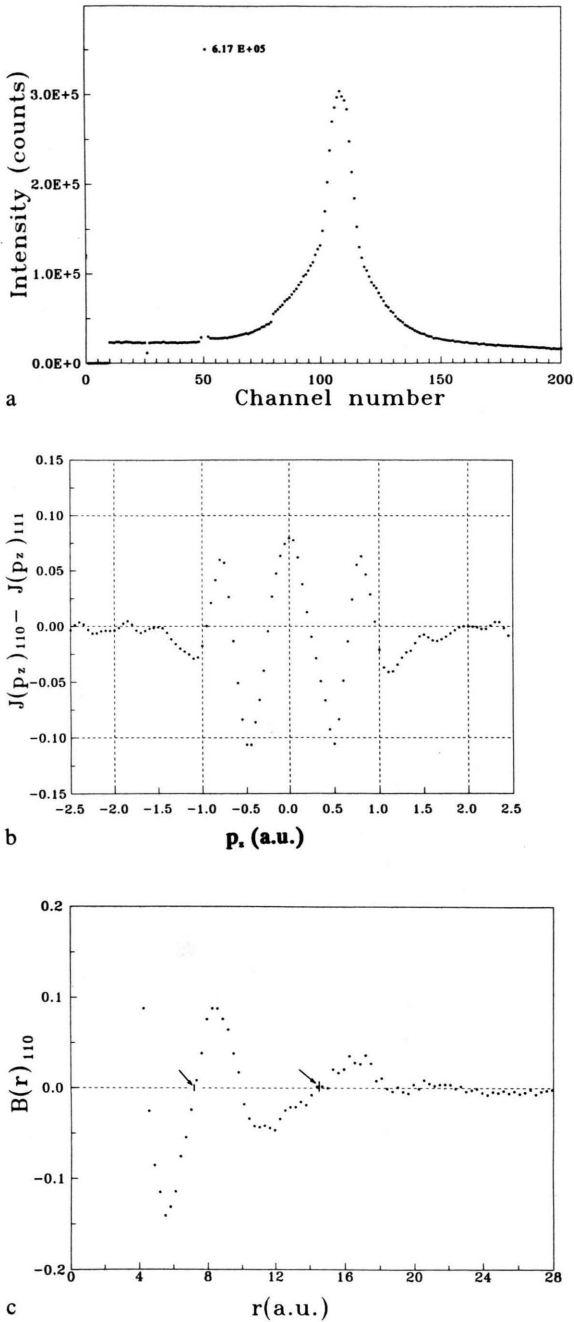 6.17 E+05
Intensity (counts)
3.0E+5
2.0E+5
1.0E+5
0.0E+0
0 50 100 150 200
a
Channel number
J(pz)110− J(pz)111
0.15
0.10
0.05
0.00
−0.05
−0.10
−0.15
−2.5 −2.0 −1.5 −1.0 −0.5 0.0 0.5 1.0 1.5 2.0 2.5
b
pz (a.u.)
B(r)110
0.2
0.1
0.0
−0.1
−0.2
0 4 8 12 16 20 24 28
c
r(a.u.)